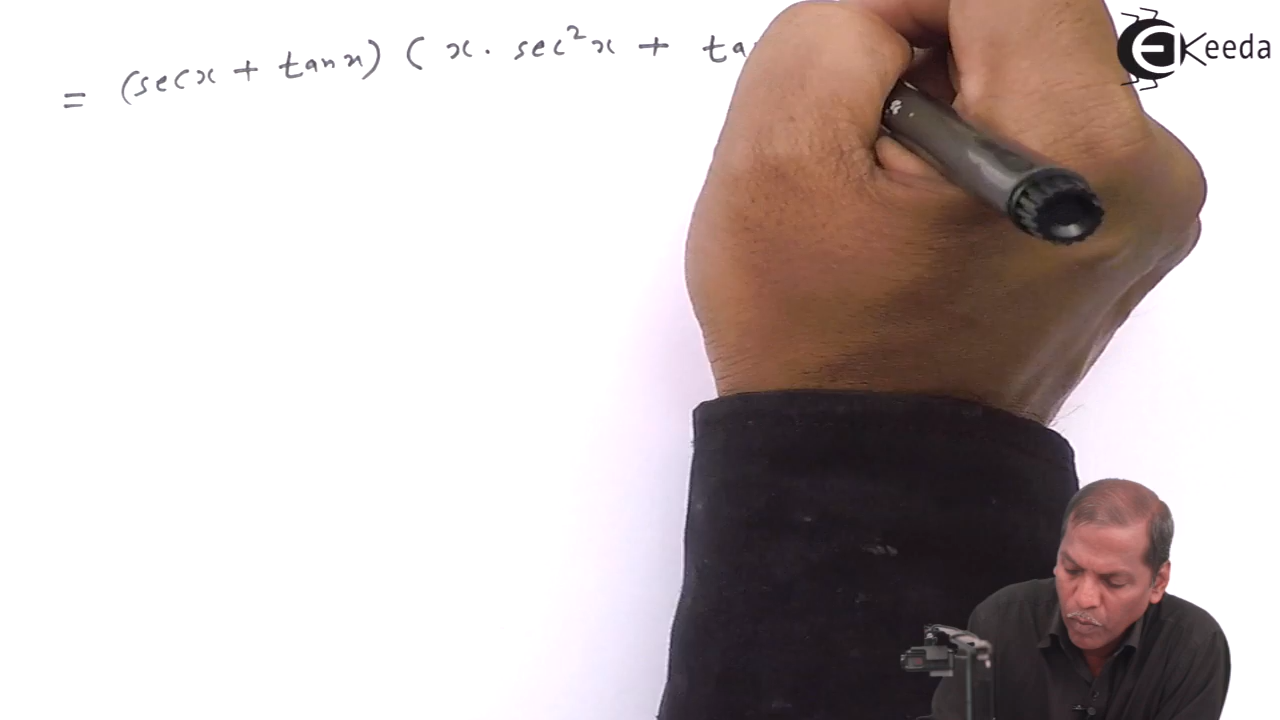 = (secx + tanx) ( x. sec²x + ta
Ekeeda